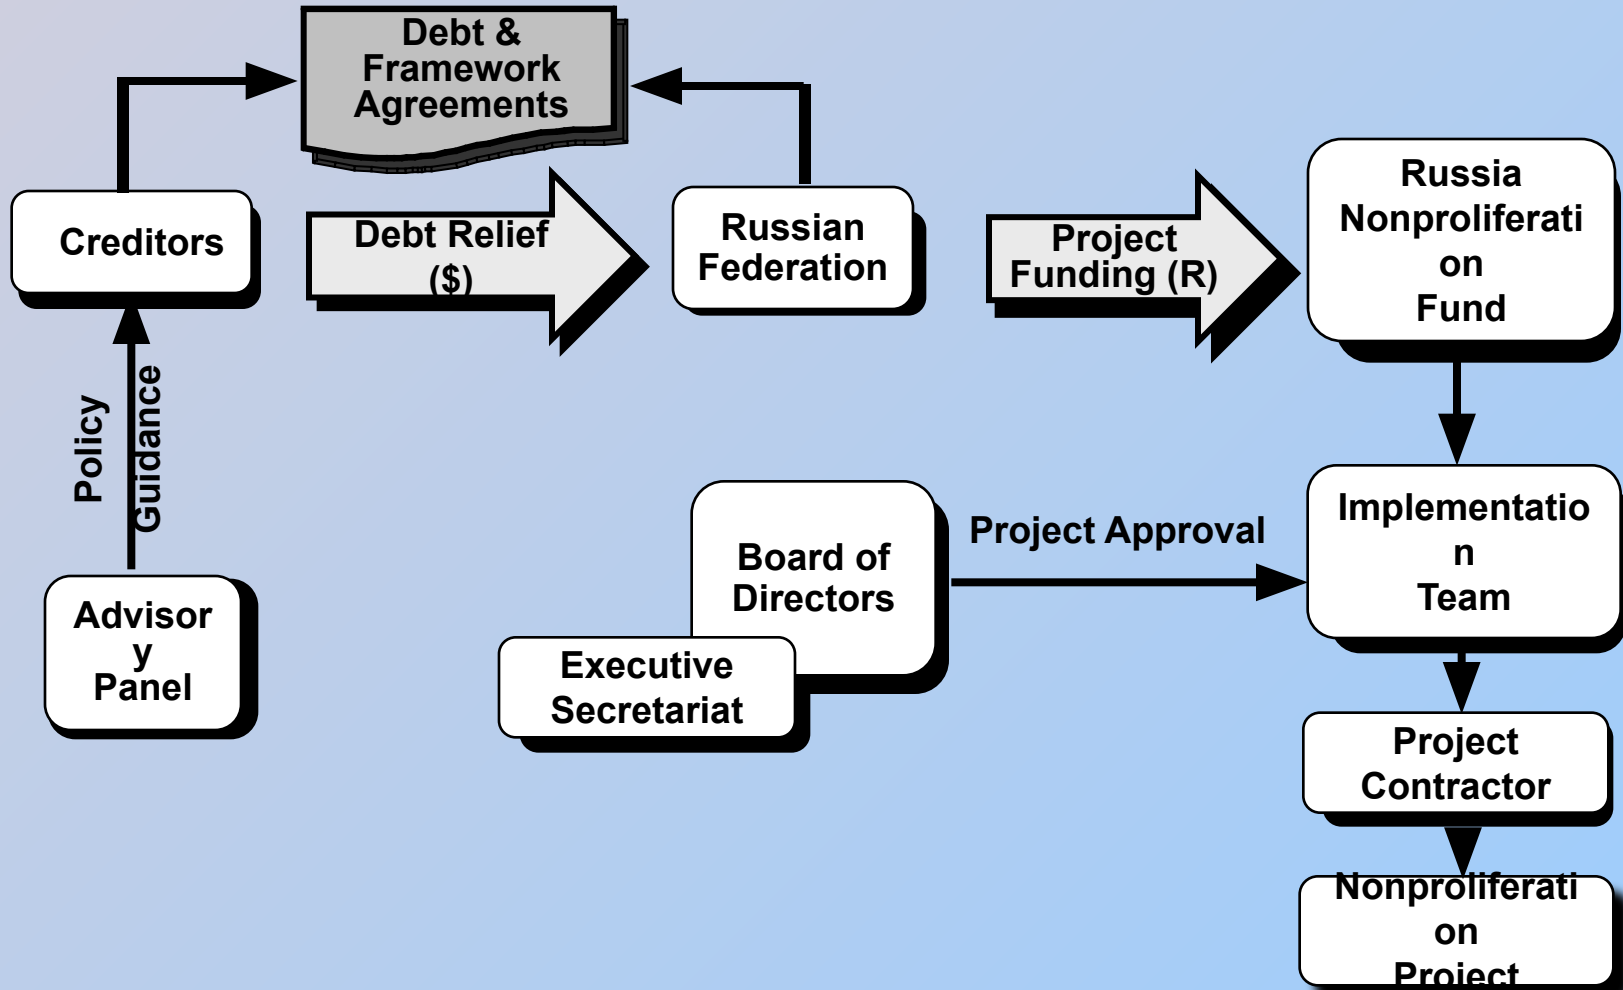 Debt &
Framework
Agreements
Creditors
Debt Relief
($)
Russian
Federation
Project
Funding (R)
Russia
Nonproliferati
on
Fund
Policy
Guidance
Advisor
y
Panel
Board of
Directors
Executive
Secretariat
Project Approval
Implementatio
n
Team
Project
Contractor
Nonproliferati
on
Project